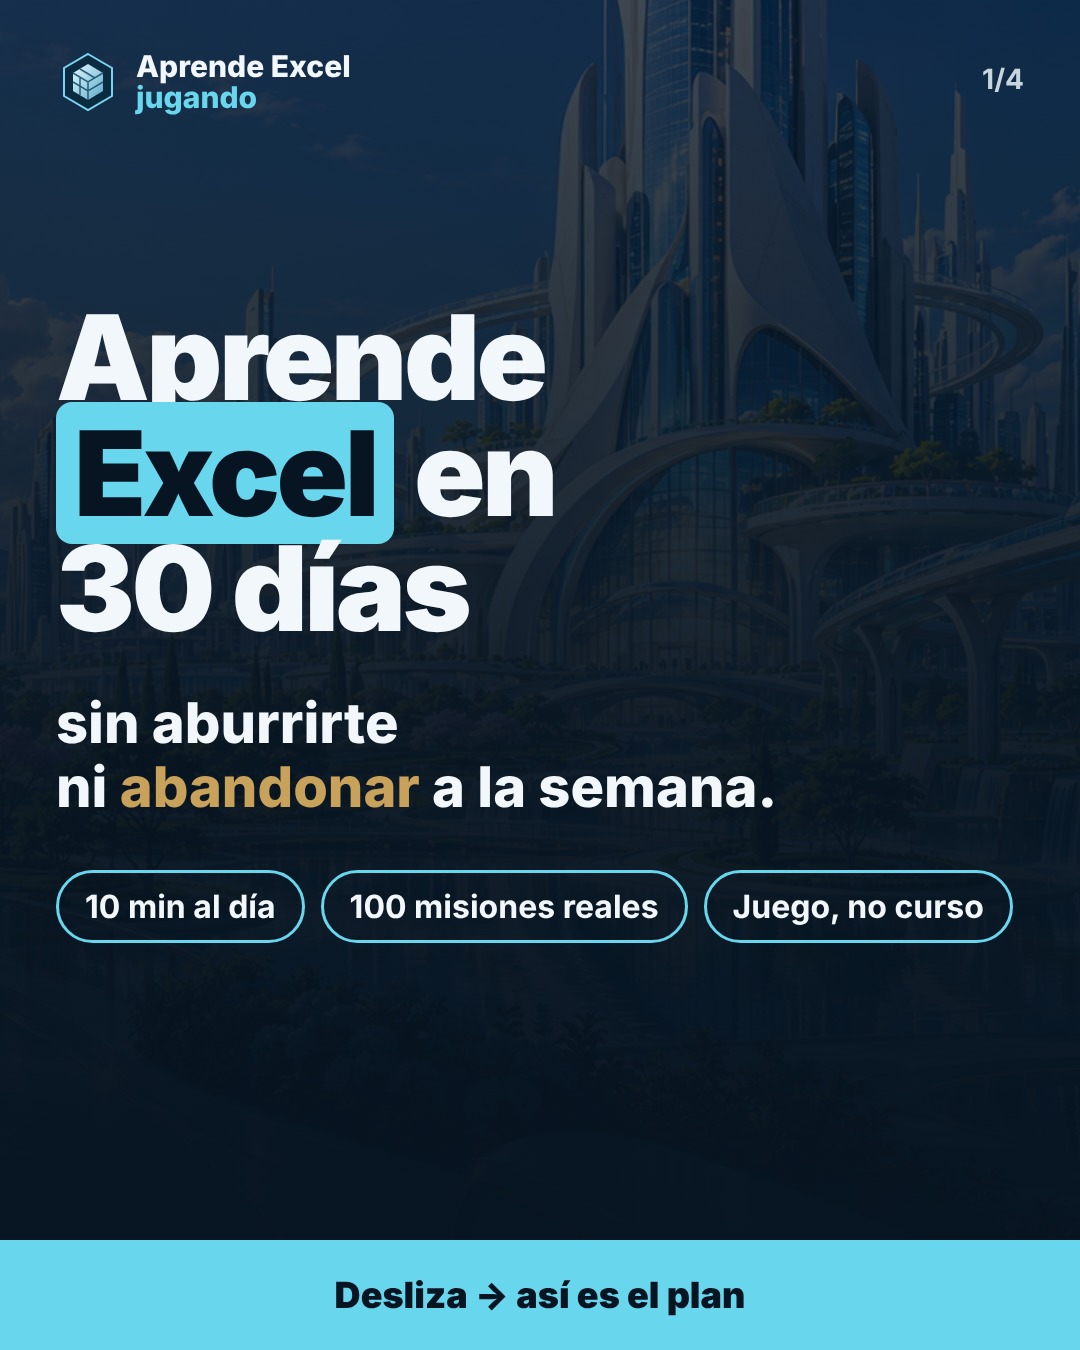 Aprende Excel
jugando
1/4
Aprende
Excel en
30 días
sin aburrirte
ni abandonar a la semana.
10 min al día
100 misiones reales
Juego, no curso
Desliza → así es el plan